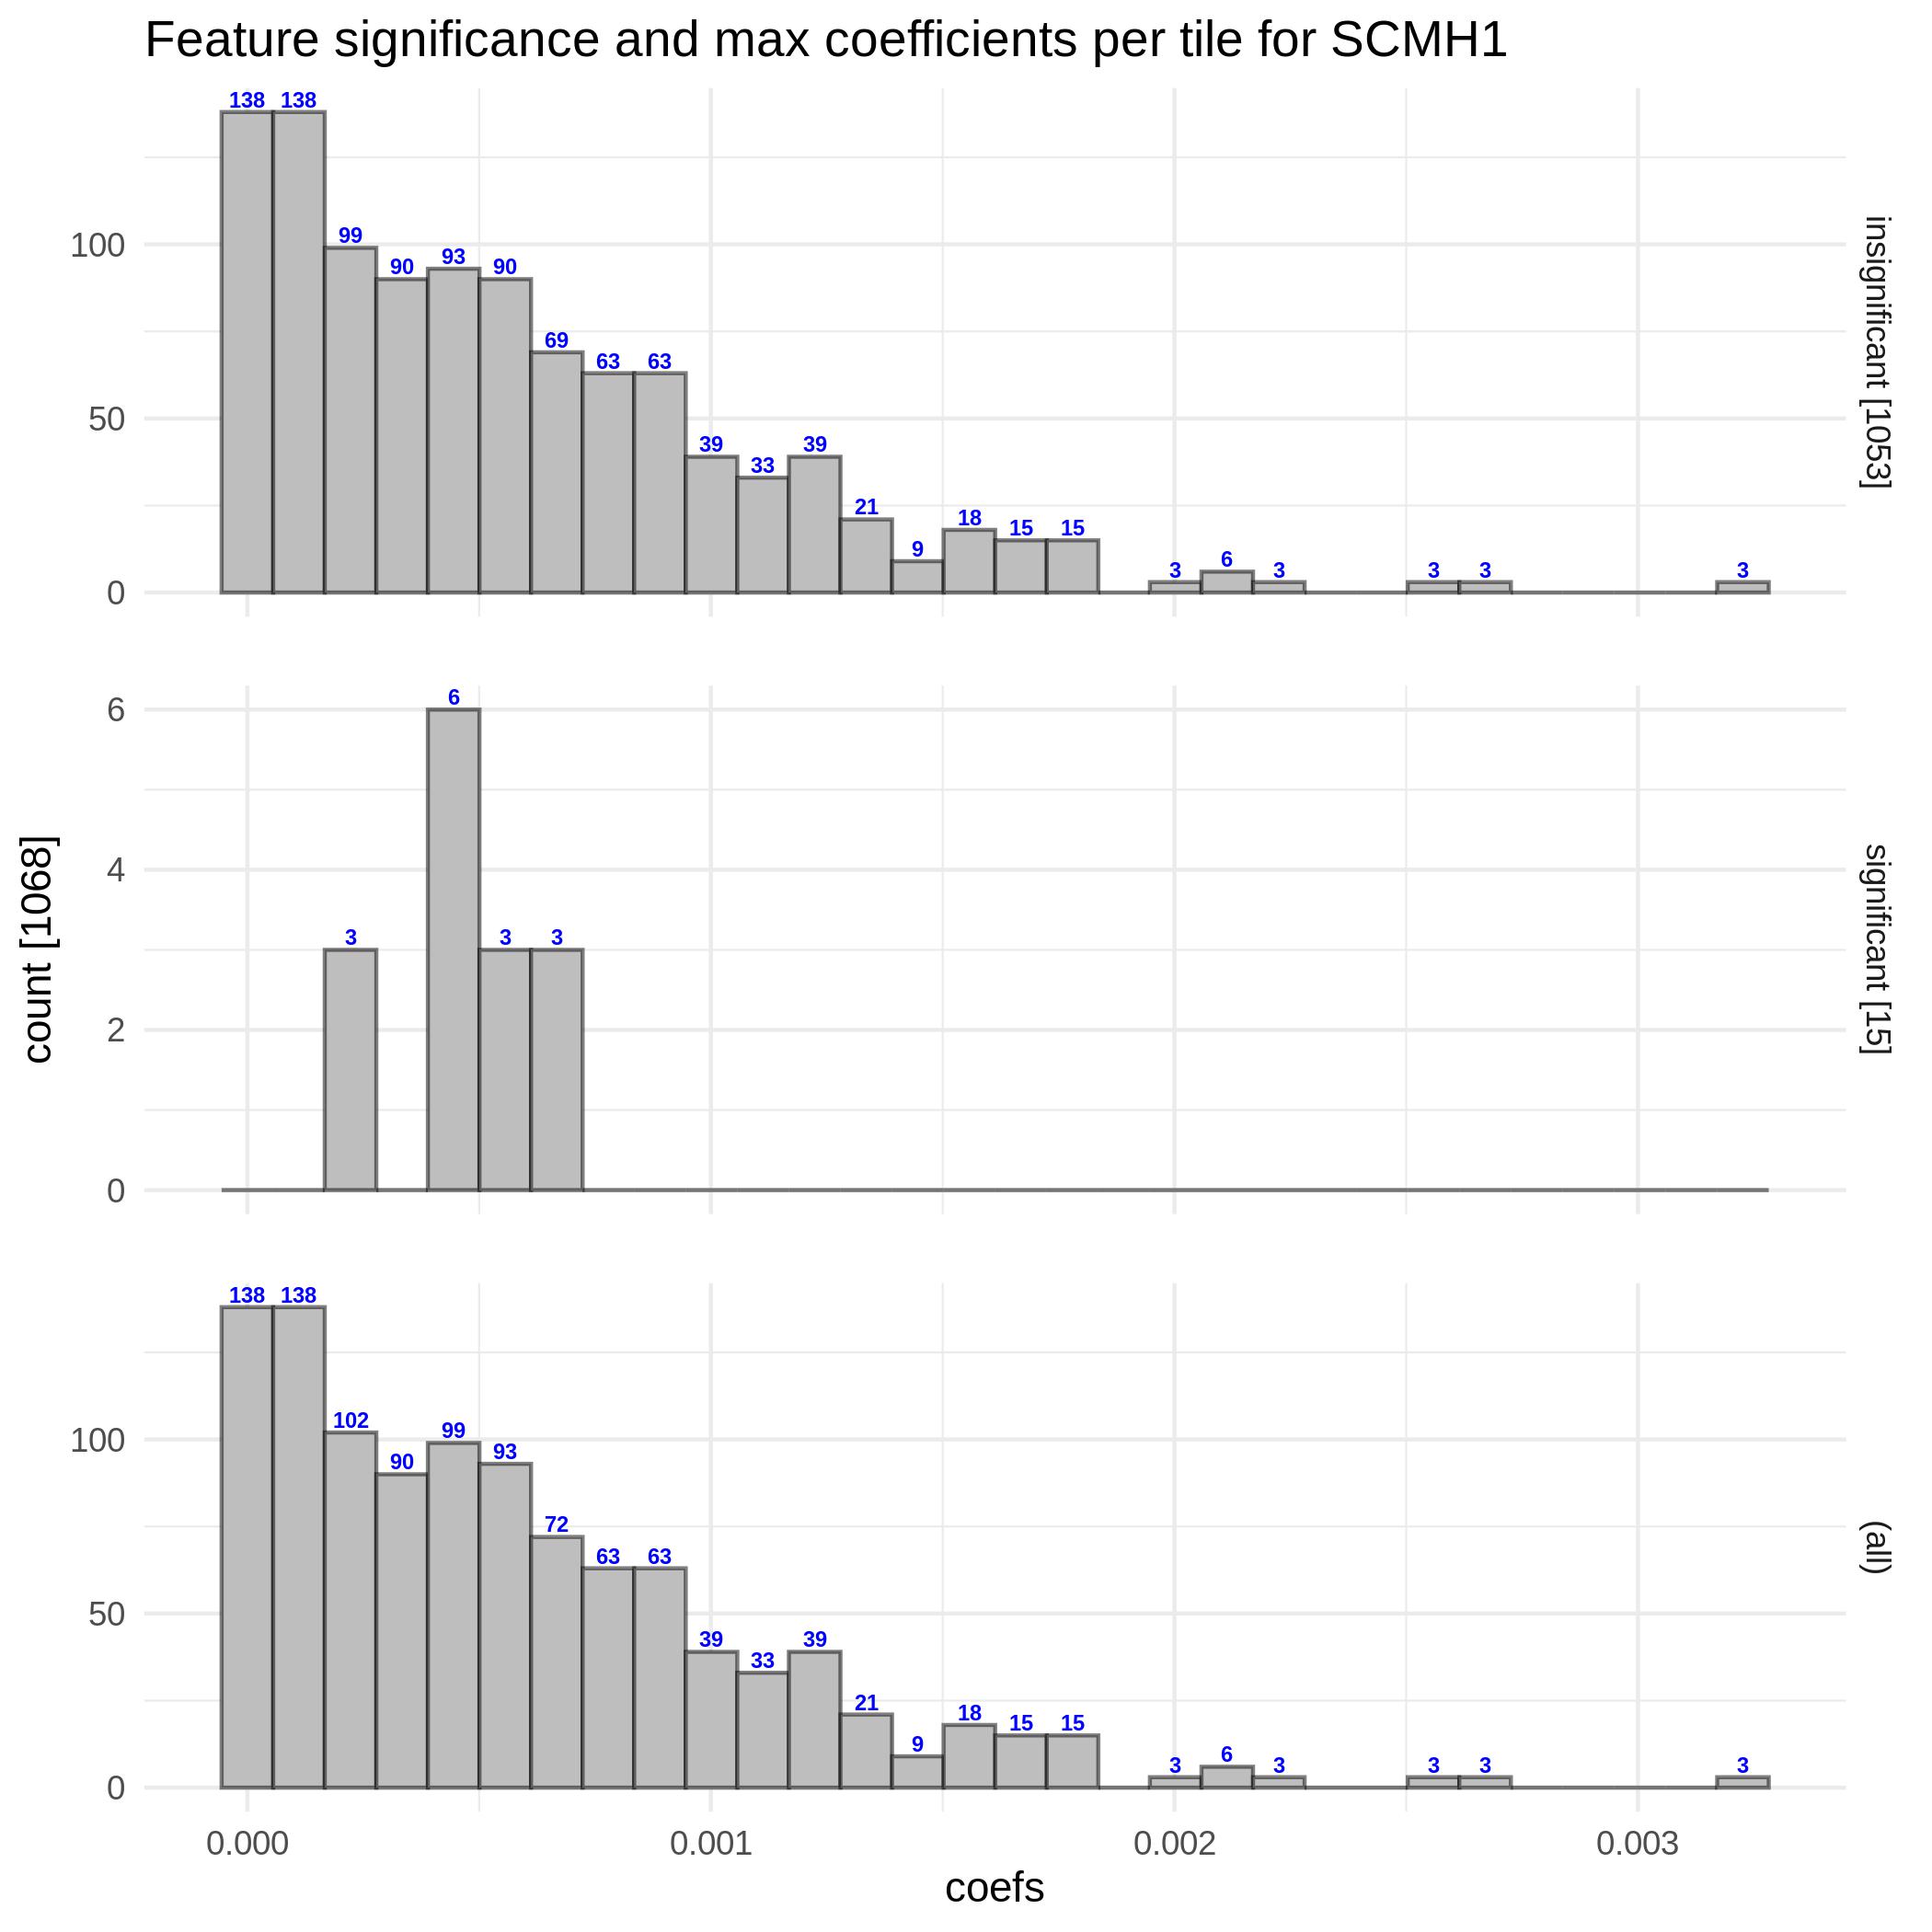 Feature significance and max coefficients per tile for SCMH1
138 138 99 90 93 90 69 63 63 39 33 39 21 9 18 15 15 3 6 3 3 3 3
100
50
0
insignificant [1053]
3 6 3 3
6
4
2
0
significant [15]
count [1068]
138 138 102 90 99 93 72 63 63 39 33 39 21 9 18 15 15 3 6 3 3 3 3
100
50
0
(all)
0.000 0.001 0.002 0.003
coefs